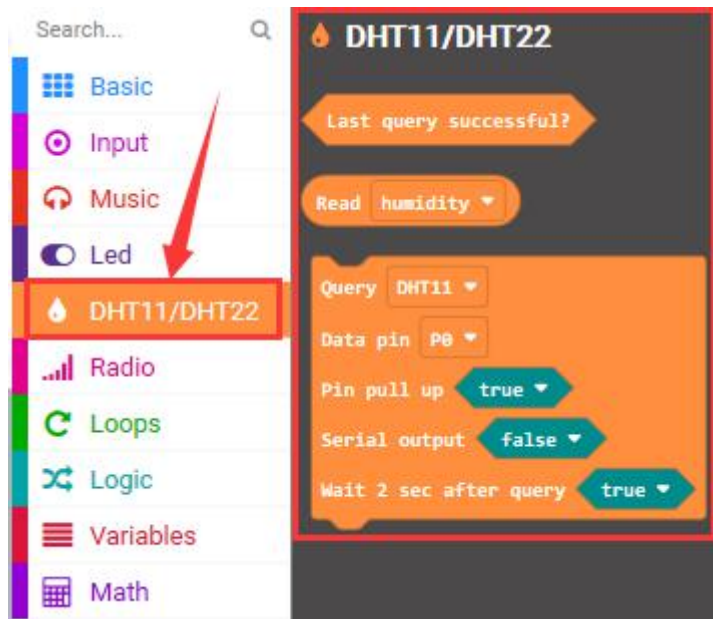 Search...
Basic
Input
Music
Led
DHT11/DHT22
Radio
Loops
Logic
Variables
Math
DHT11/DHT22
Last query successful?
Read humidity
Query DHT11
Data pin P0
Pin pull up true
Serial output false
Wait 2 sec after query true